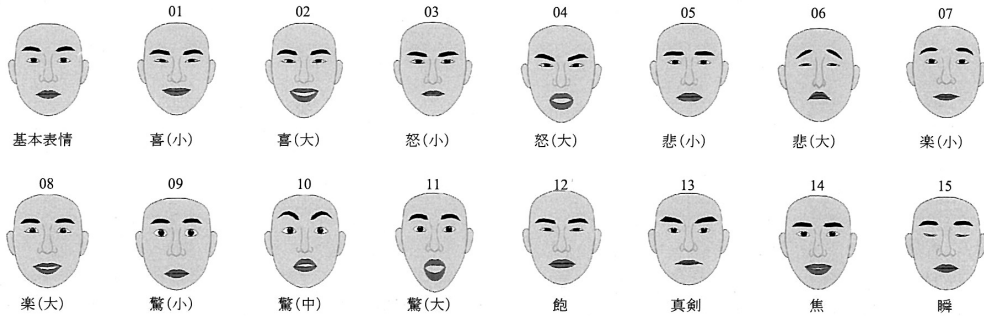 01 02 03 04 05 06 07
基本表情 喜(小) 喜(大) 怒(小) 怒(大) 悲(小) 悲(大) 楽(小)
08 09 10 11 12 13 14 15
楽(大) 驚(小) 驚(中) 驚(大) 飽 真剣 焦 瞬